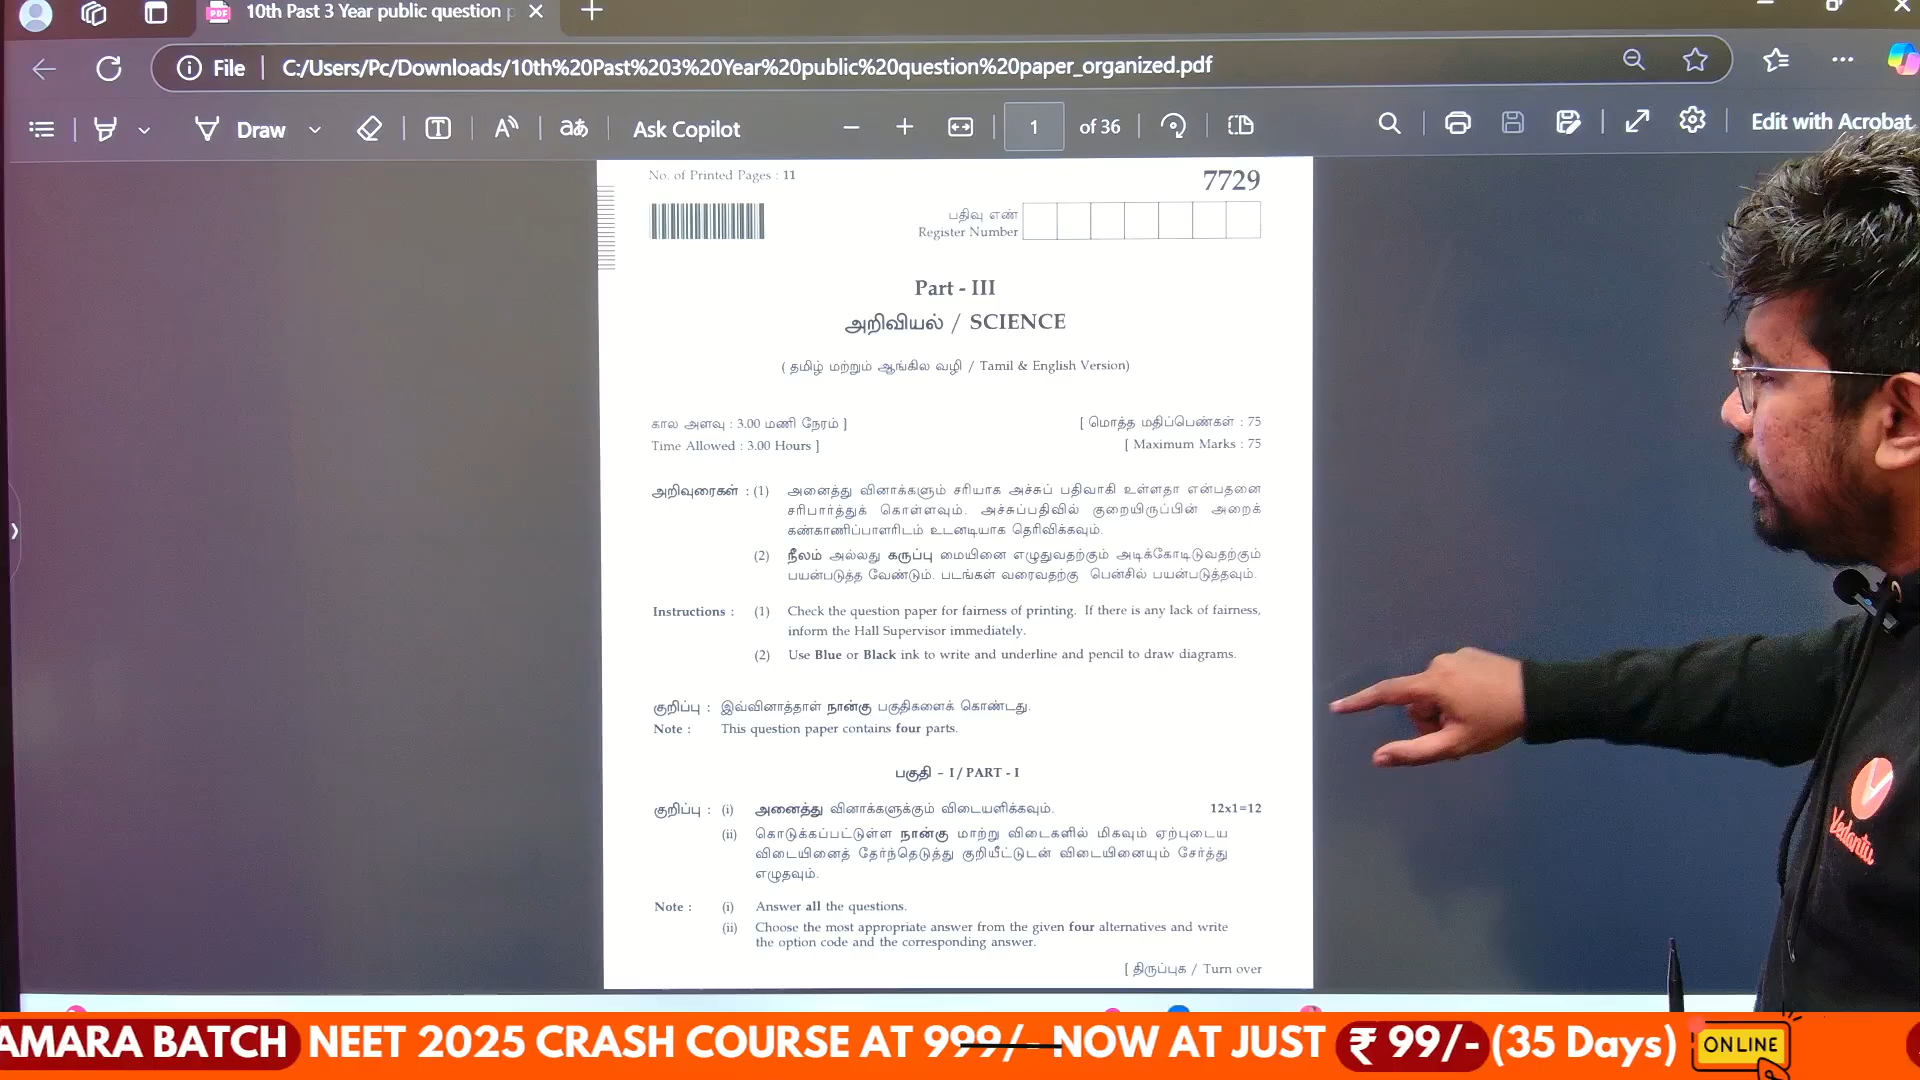 10th Past 3 Year public question p
File
C:/Users/Pc/Downloads/10th%20Past%203%20Year%20public%20question%20paper_organized.pdf
Draw
Ask Copilot
1 of 36
Edit with Acrobat
No. of Printed Pages : 11
7729
பதிவு எண்
Register Number
Part - III
அறிவியல் / SCIENCE
( தமிழ் மற்றும் ஆங்கில வழி / Tamil & English Version)
கால அளவு : 3.00 மணி நேரம் ]
[ மொத்த மதிப்பெண்கள் : 75
Time Allowed : 3.00 Hours ]
[ Maximum Marks : 75
அறிவுரைகள் : (1) அனைத்து வினாக்களும் சரியாக அச்சுப் பதிவாகி உள்ளதா என்பதனை
சரிபார்த்துக் கொள்ளவும். அச்சுப்பதிவில் குறையிருப்பின் அறைக்
கண்காணிப்பாளரிடம் உடனடியாக தெரிவிக்கவும்.
(2) நீலம் அல்லது கருப்பு மையினை எழுதுவதற்கும் அடிக்கோடிடுவதற்கும்
பயன்படுத்த வேண்டும். படங்கள் வரைவதற்கு பென்சில் பயன்படுத்தவும்.
Instructions : (1) Check the question paper for fairness of printing. If there is any lack of fairness,
inform the Hall Supervisor immediately.
(2) Use Blue or Black ink to write and underline and pencil to draw diagrams.
குறிப்பு : இவ்வினாத்தாள் நான்கு பகுதிகளைக் கொண்டது.
Note : This question paper contains four parts.
பகுதி - I / PART - I
குறிப்பு : (i) அனைத்து வினாக்களுக்கும் விடையளிக்கவும். 12x1=12
(ii) கொடுக்கப்பட்டுள்ள நான்கு மாற்று விடைகளில் மிகவும் ஏற்புடைய
விடையினைத் தேர்ந்தெடுத்து குறியீட்டுடன் விடையினையும் சேர்த்து
எழுதவும்.
Note : (i) Answer all the questions.
(ii) Choose the most appropriate answer from the given four alternatives and write
the option code and the corresponding answer.
[ திருப்புக / Turn over
Vedantu
AMARA BATCH NEET 2025 CRASH COURSE AT 999/- NOW AT JUST ₹ 99/- (35 Days) ONLINE